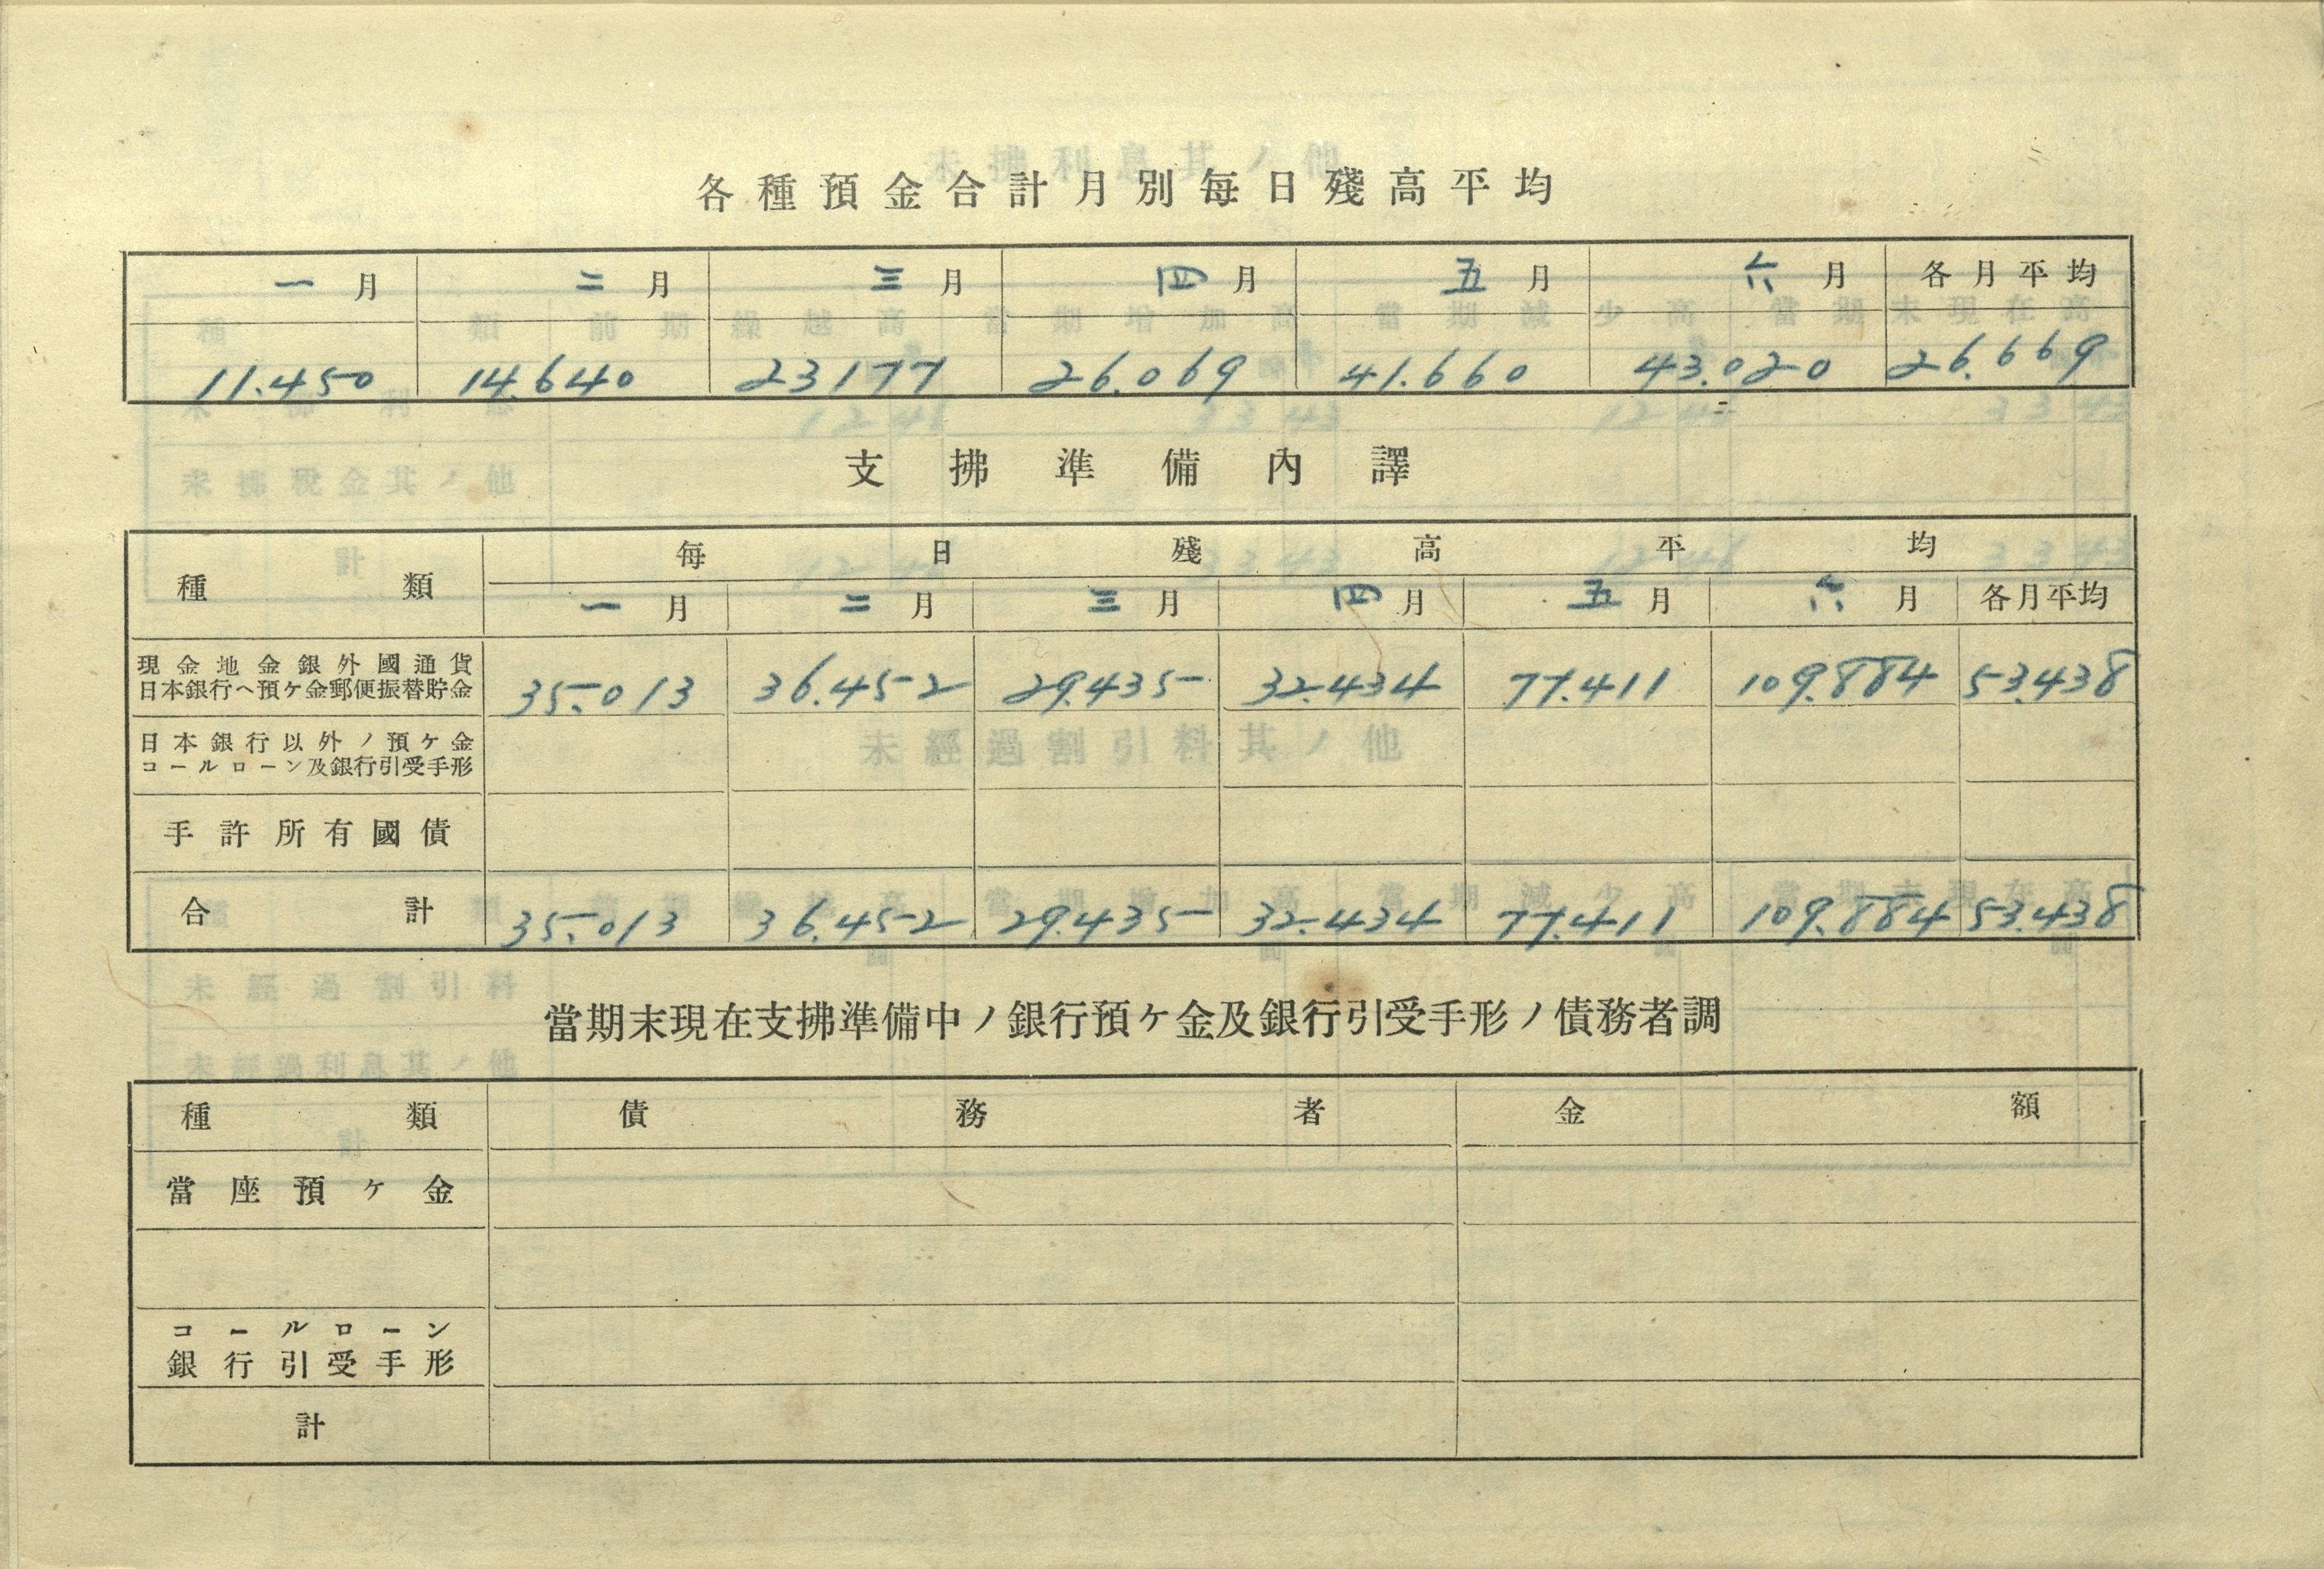 各種預金合計月別每日殘高平均
一月 二月 三月 四月 五月 六月 各月平均
11.450 14.640 23177 26.069 41.660 43.020 26.669
支拂準備內譯
種類 每日殘高平均
一月 二月 三月 四月 五月 六月 各月平均
現金地金銀外國通貨
日本銀行ヘ預ケ金郵便振替貯金 35.013 36.452 29.435 32.434 77.411 109.884 53.438
日本銀行以外ノ預ケ金
コールローン及銀行引受手形
手許所有國債
合計 35.013 36.452 29.435 32.434 77.411 109.884 53.438
當期末現在支拂準備中ノ銀行預ケ金及銀行引受手形ノ債務者調
種類 債務者 金額
當座預ケ金
コールローン
銀行引受手形
計